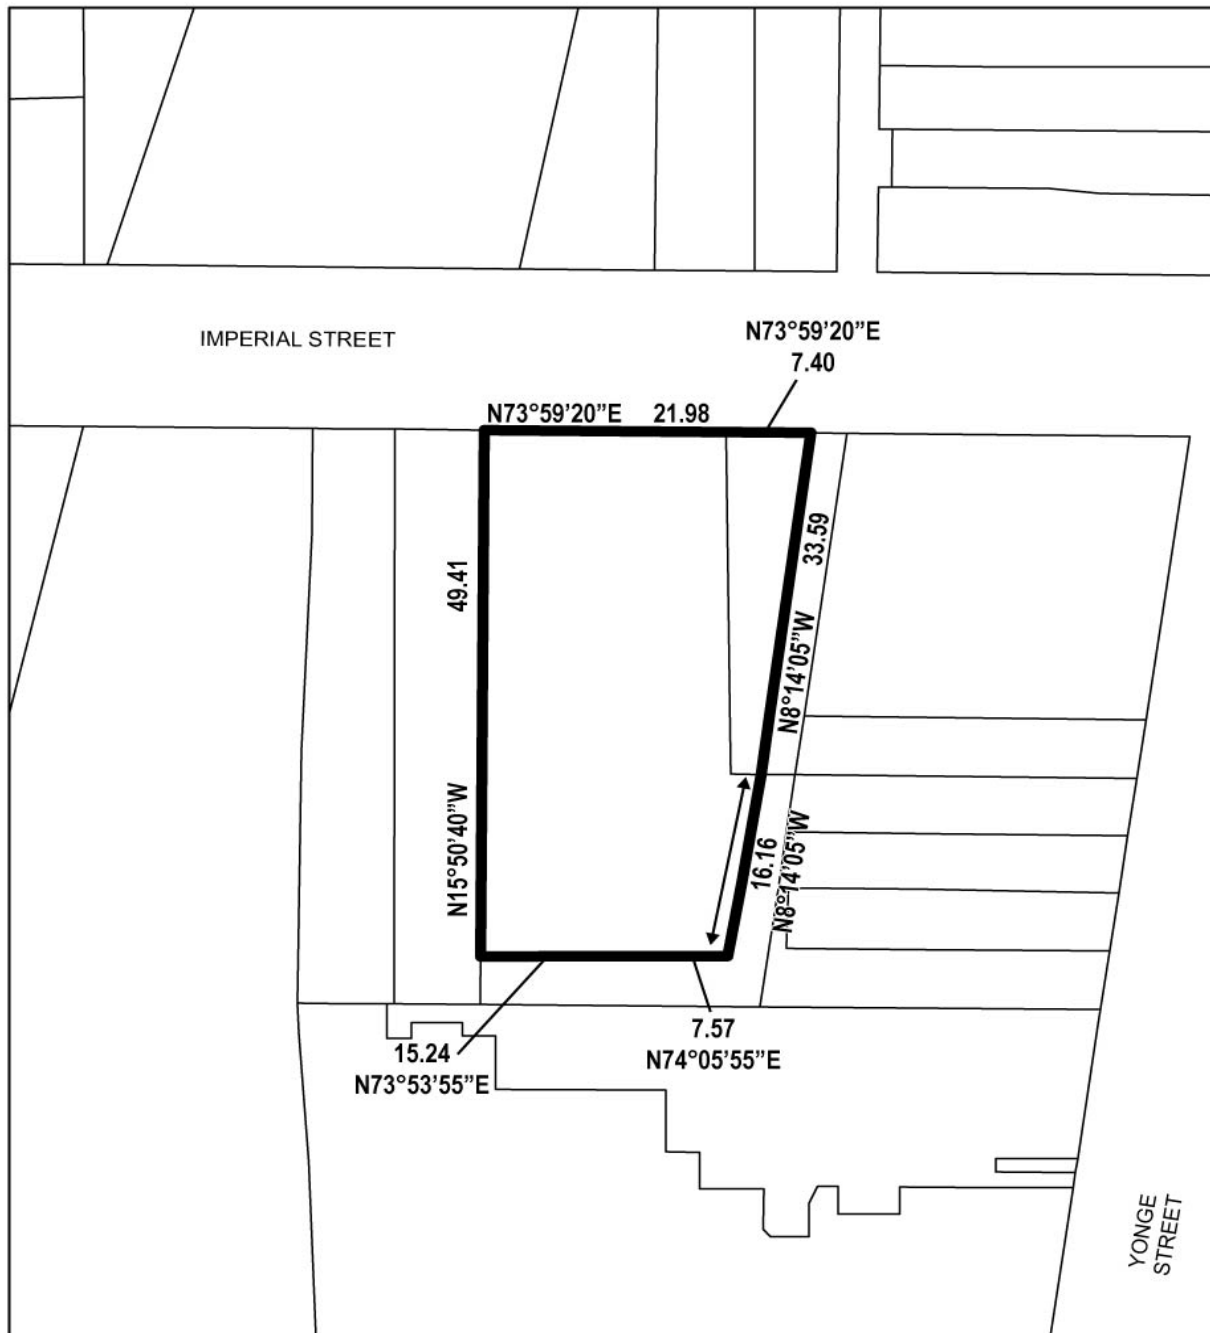 N73°59’20”E
7.40
IMPERIAL STREET
N73°59’20”E 21.98
49.41
33.59
N8°14’05”W
N15°50’40”W
16.16
N8°14’05”W
15.24
N73°53’55”E
7.57
N74°05’55”E
YONGE
STREET